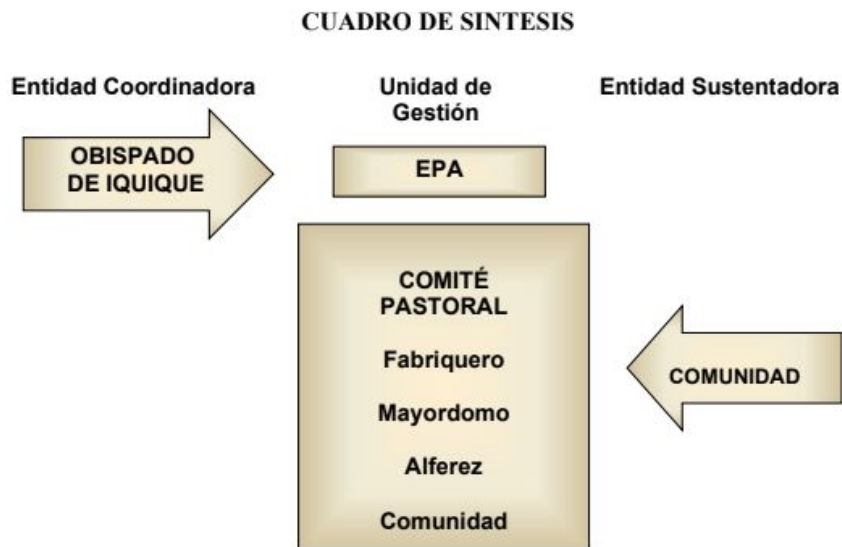 CUADRO DE SINTESIS
Entidad Coordinadora
Unidad de
Gestión
Entidad Sustentadora
OBISPADO
DE IQUIQUE
EPA
COMITÉ
PASTORAL
Fabriquero
Mayordomo
Alferez
Comunidad
COMUNIDAD